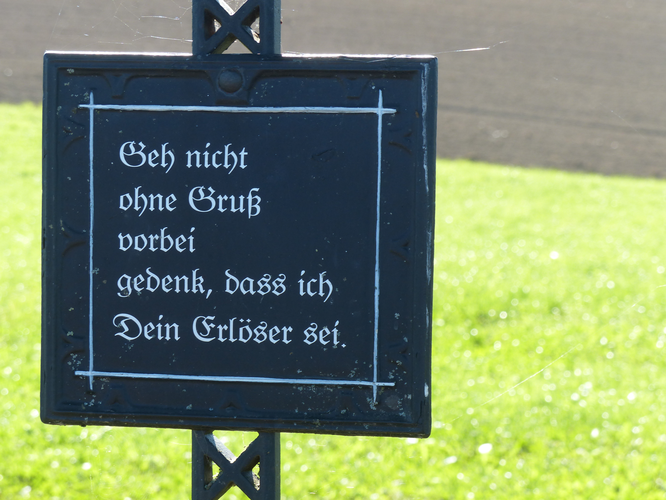 Geh nicht
ohne Gruß
vorbei
gedenk, dass ich
Dein Erlöser sei.